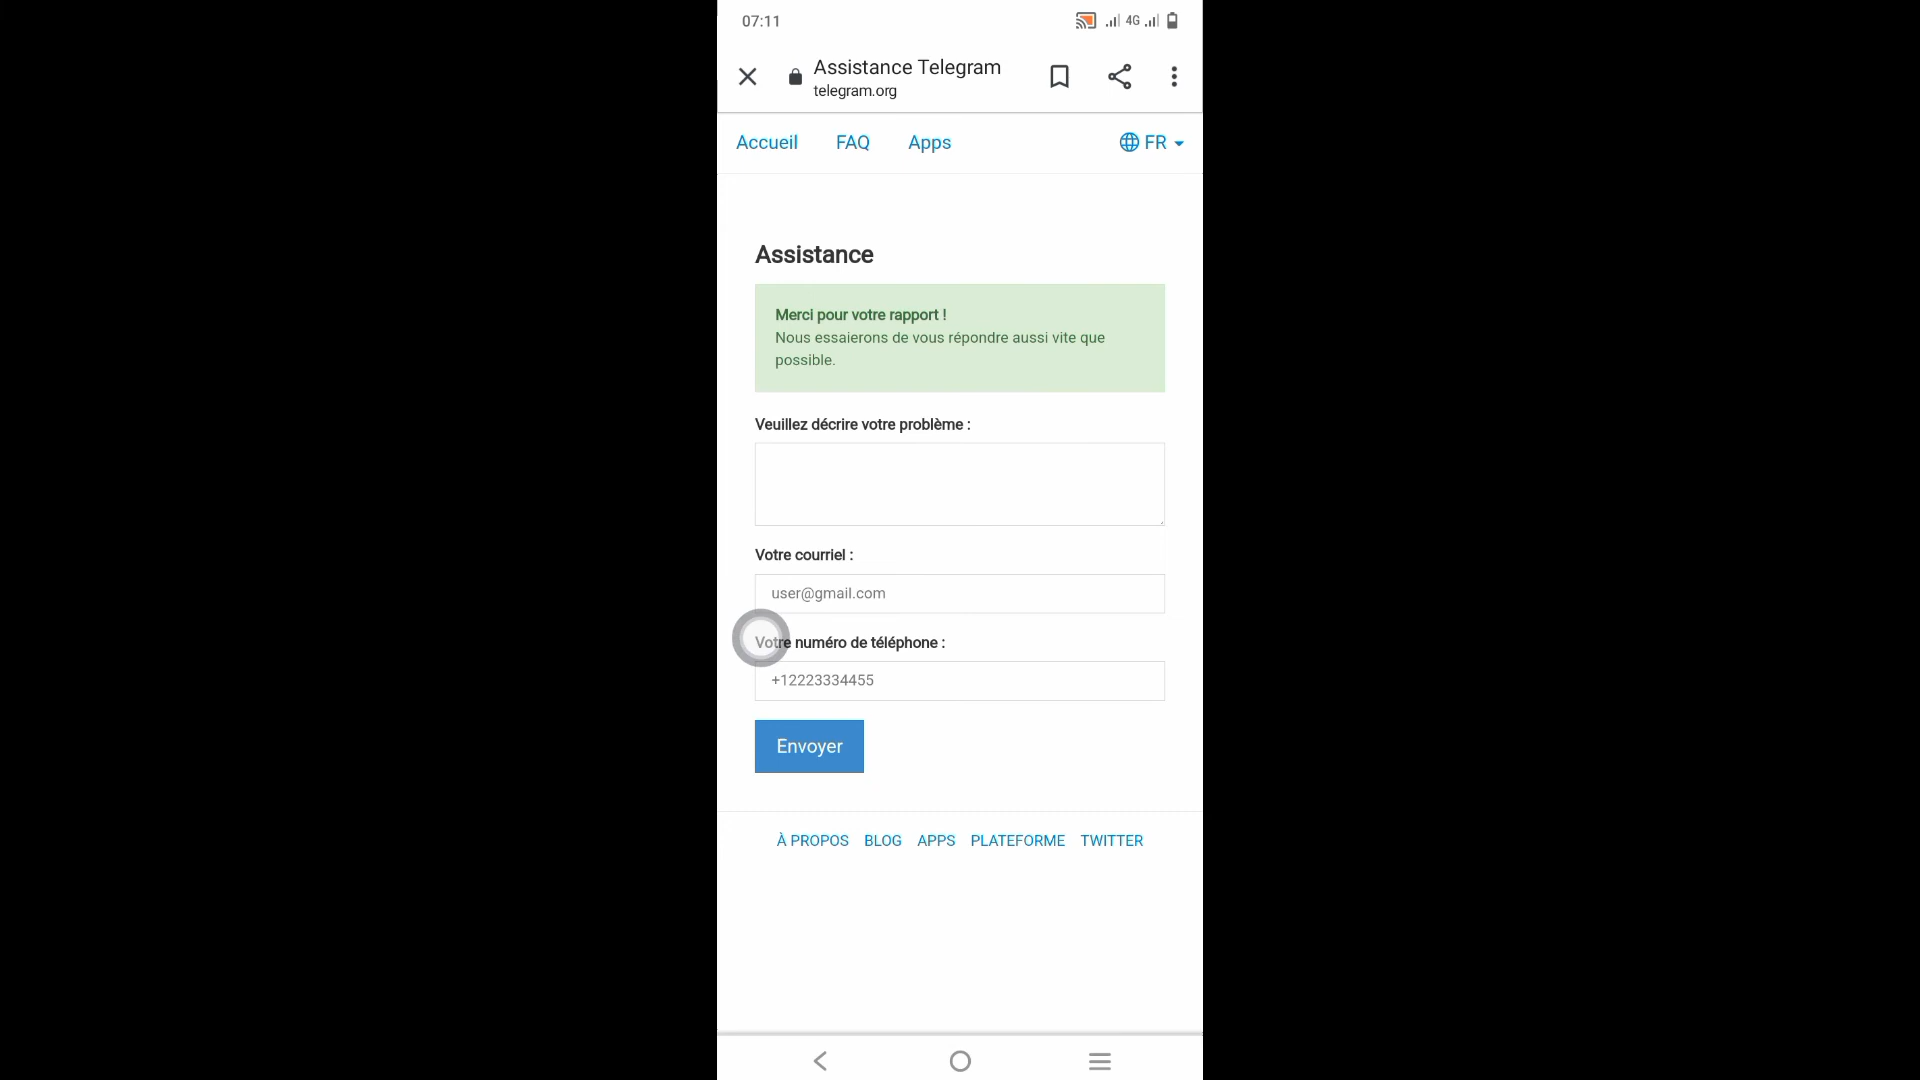 07:11
4G
Assistance Telegram
telegram.org
Accueil FAQ Apps FR
Assistance
Merci pour votre rapport !
Nous essaierons de vous répondre aussi vite que
possible.
Veuillez décrire votre problème :
Votre courriel :
user@gmail.com
Votre numéro de téléphone :
+12223334455
Envoyer
À PROPOS BLOG APPS PLATEFORME TWITTER